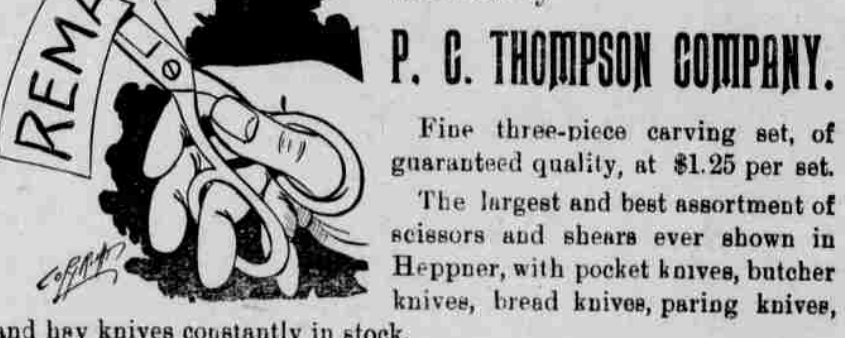 REMA
P. C. THOMPSON COMPANY.
Fine three-piece carving set, of
guaranteed quality, at $1.25 per set.
The largest and best assortment of
scissors and shears ever shown in
Heppner, with pocket knives, butcher
knives, bread knives, paring knives,
and hay knives constantly in stock.